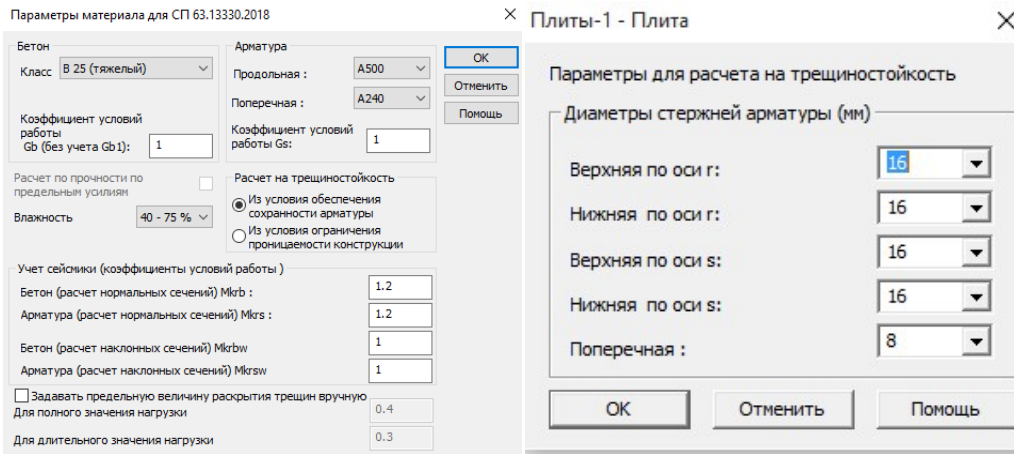 Параметры материала для СП 63.13330.2018
Бетон
Класс B 25 (тяжелый)
Коэффициент условий
работы
Gb (без учета Gb1): 1
Арматура
Продольная : A500
Поперечная : A240
Коэффициент условий
работы Gs: 1
OK
Отменить
Помощь
Расчет по прочности по
предельным усилиям
Влажность 40 - 75 %
Расчет на трещиностойкость
Из условия обеспечения
сохранности арматуры
Из условия ограничения
проницаемости конструкции
Учет сейсмики (коэффициенты условий работы )
Бетон (расчет нормальных сечений) Mkrb : 1.2
Арматура (расчет нормальных сечений) Mkrs : 1.2
Бетон (расчет наклонных сечений) Mkrbw 1
Арматура (расчет наклонных сечений) Mkrsw 1
Задавать предельную величину раскрытия трещин вручную
Для полного значения нагрузки 0.4
Для длительного значения нагрузки 0.3
Плиты-1 - Плита
Параметры для расчета на трещиностойкость
Диаметры стержней арматуры (мм)
Верхняя по оси r: 16
Нижняя по оси r: 16
Верхняя по оси s: 16
Нижняя по оси s: 16
Поперечная : 8
OK
Отменить
Помощь